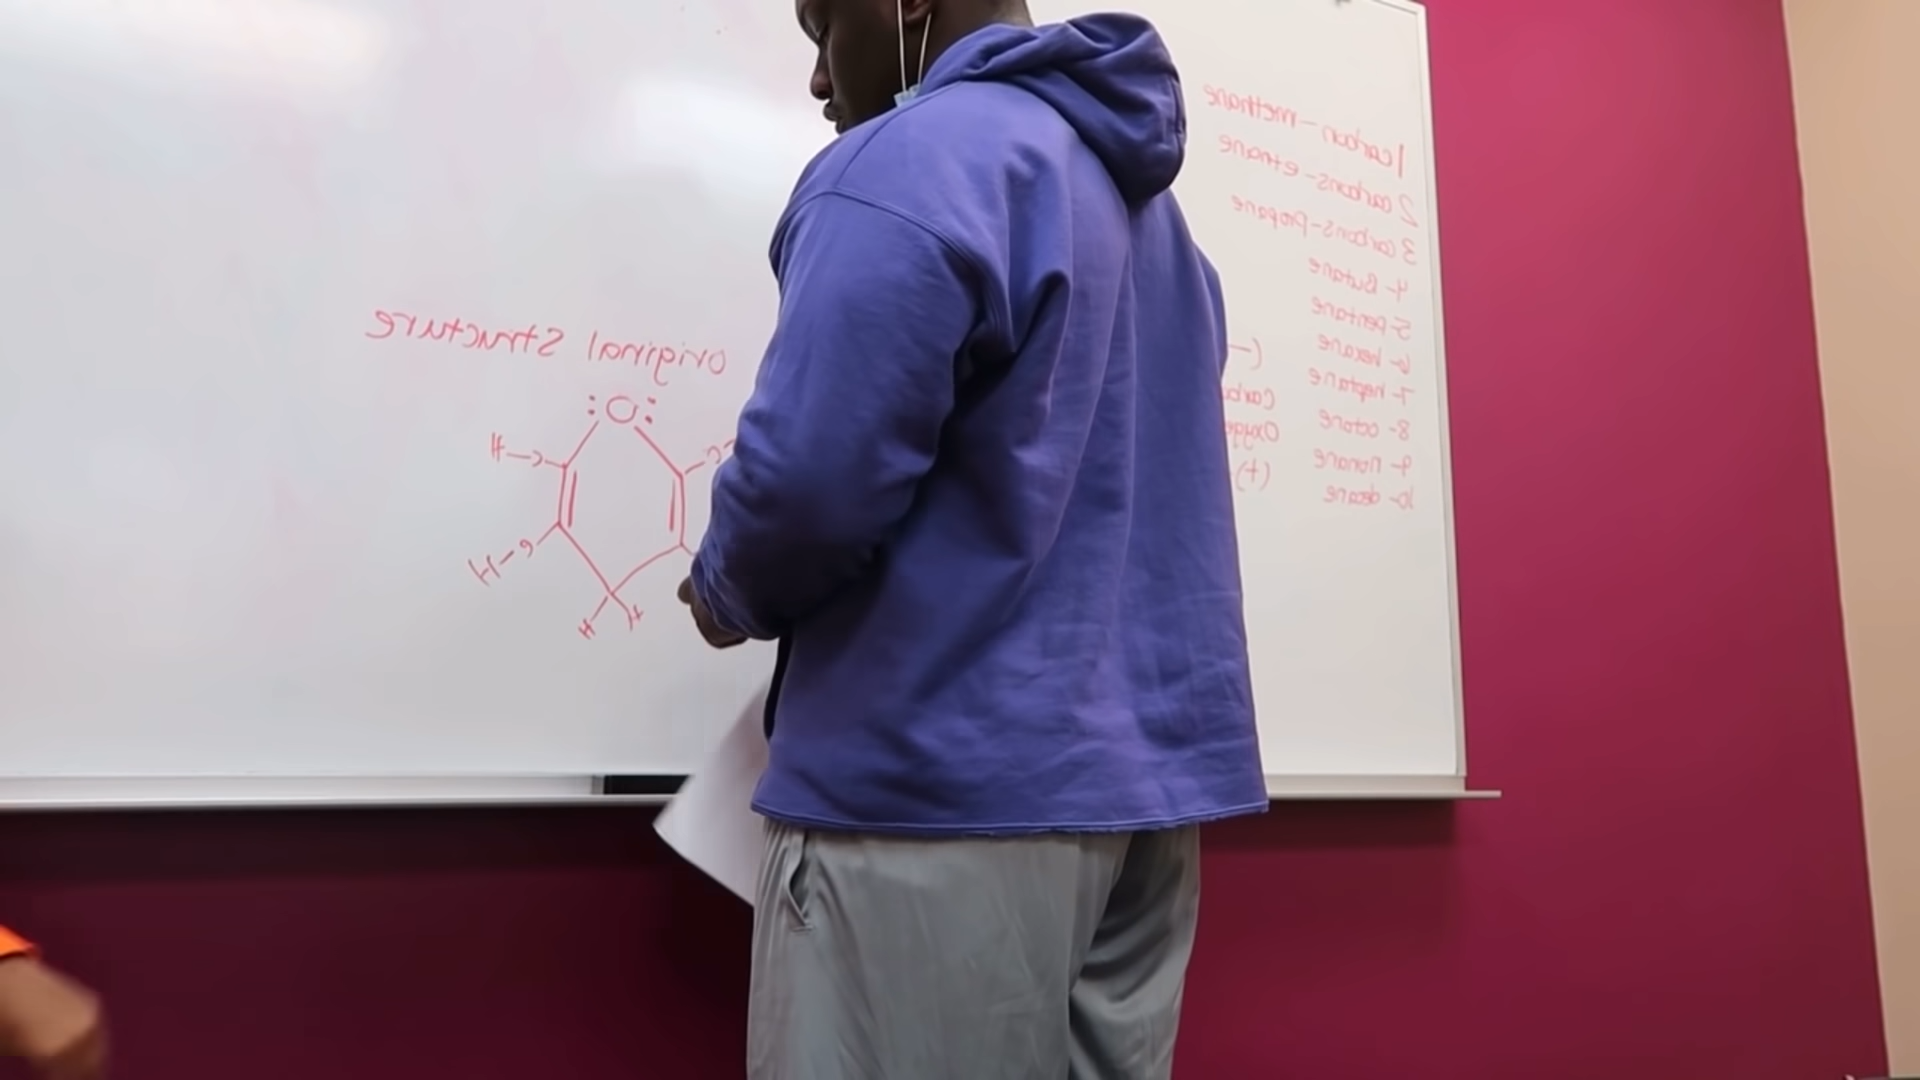 Original Structure
:O:
H-C
C
C-H
H
H
1 carbon-methane
2 carbons-ethane
3 carbons-propane
4-Butane
5-pentane
6-hexane
7-heptane
8-octane
9-nonane
10-decane
(-)
(+)